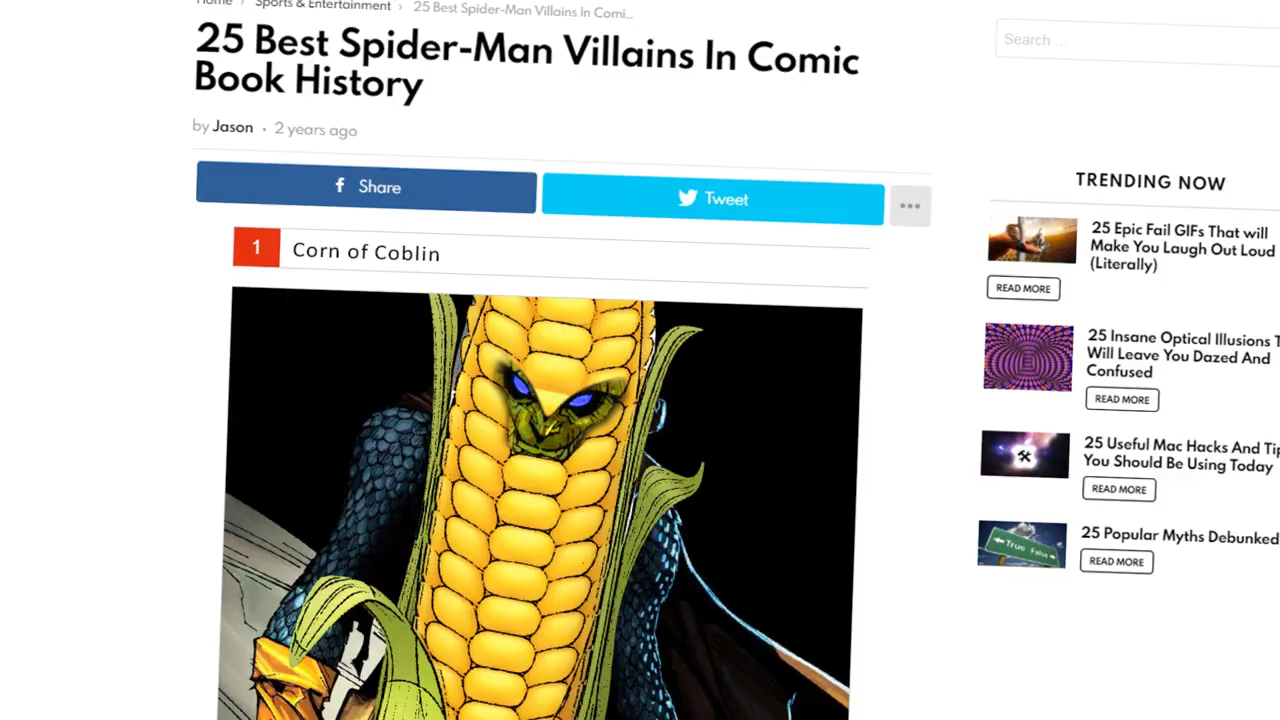 Home › Sports & Entertainment › 25 Best Spider-Man Villains In Comi...
25 Best Spider-Man Villains In Comic
Book History
by Jason · 2 years ago
Share
Tweet
1 Corn of Coblin
Search ...
TRENDING NOW
25 Epic Fail GIFs That will
Make You Laugh Out Loud
(Literally)
READ MORE
25 Insane Optical Illusions T
Will Leave You Dazed And
Confused
READ MORE
25 Useful Mac Hacks And Tip
You Should Be Using Today
READ MORE
True False
25 Popular Myths Debunked
READ MORE